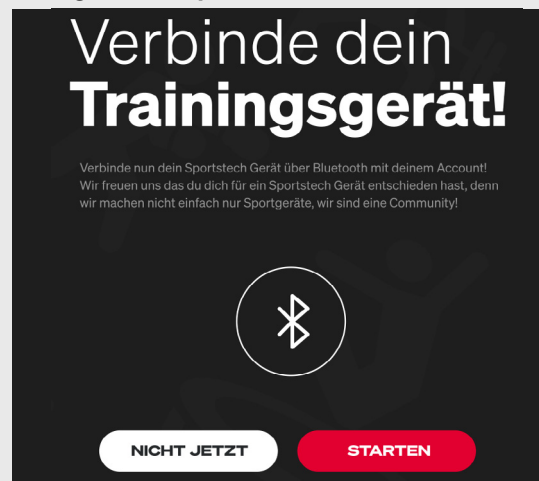 Verbinde dein
Trainingsgerät!
Verbinde nun dein Sportstech Gerät über Bluetooth mit deinem Account!
Wir freuen uns das du dich für ein Sportstech Gerät entschieden hast, denn
wir machen nicht einfach nur Sportgeräte, wir sind eine Community!
NICHT JETZT
STARTEN